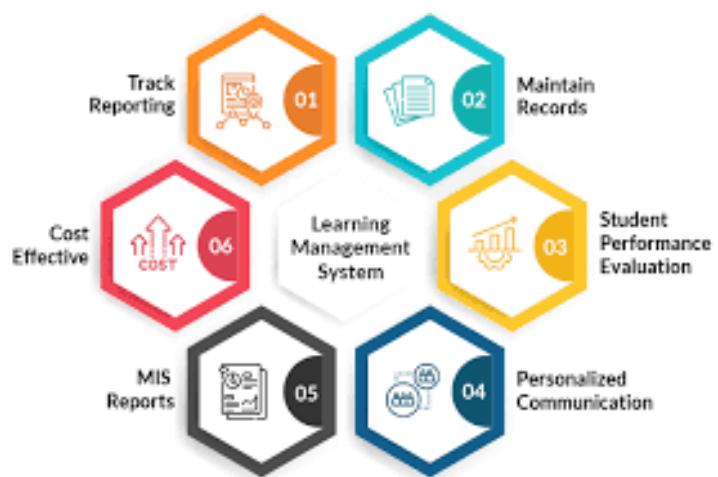 Track
Reporting
01
02
Maintain
Records
Cost
Effective
COST
06
Learning
Management
System
03
Student
Performance
Evaluation
MIS
Reports
05
04
Personalized
Communication